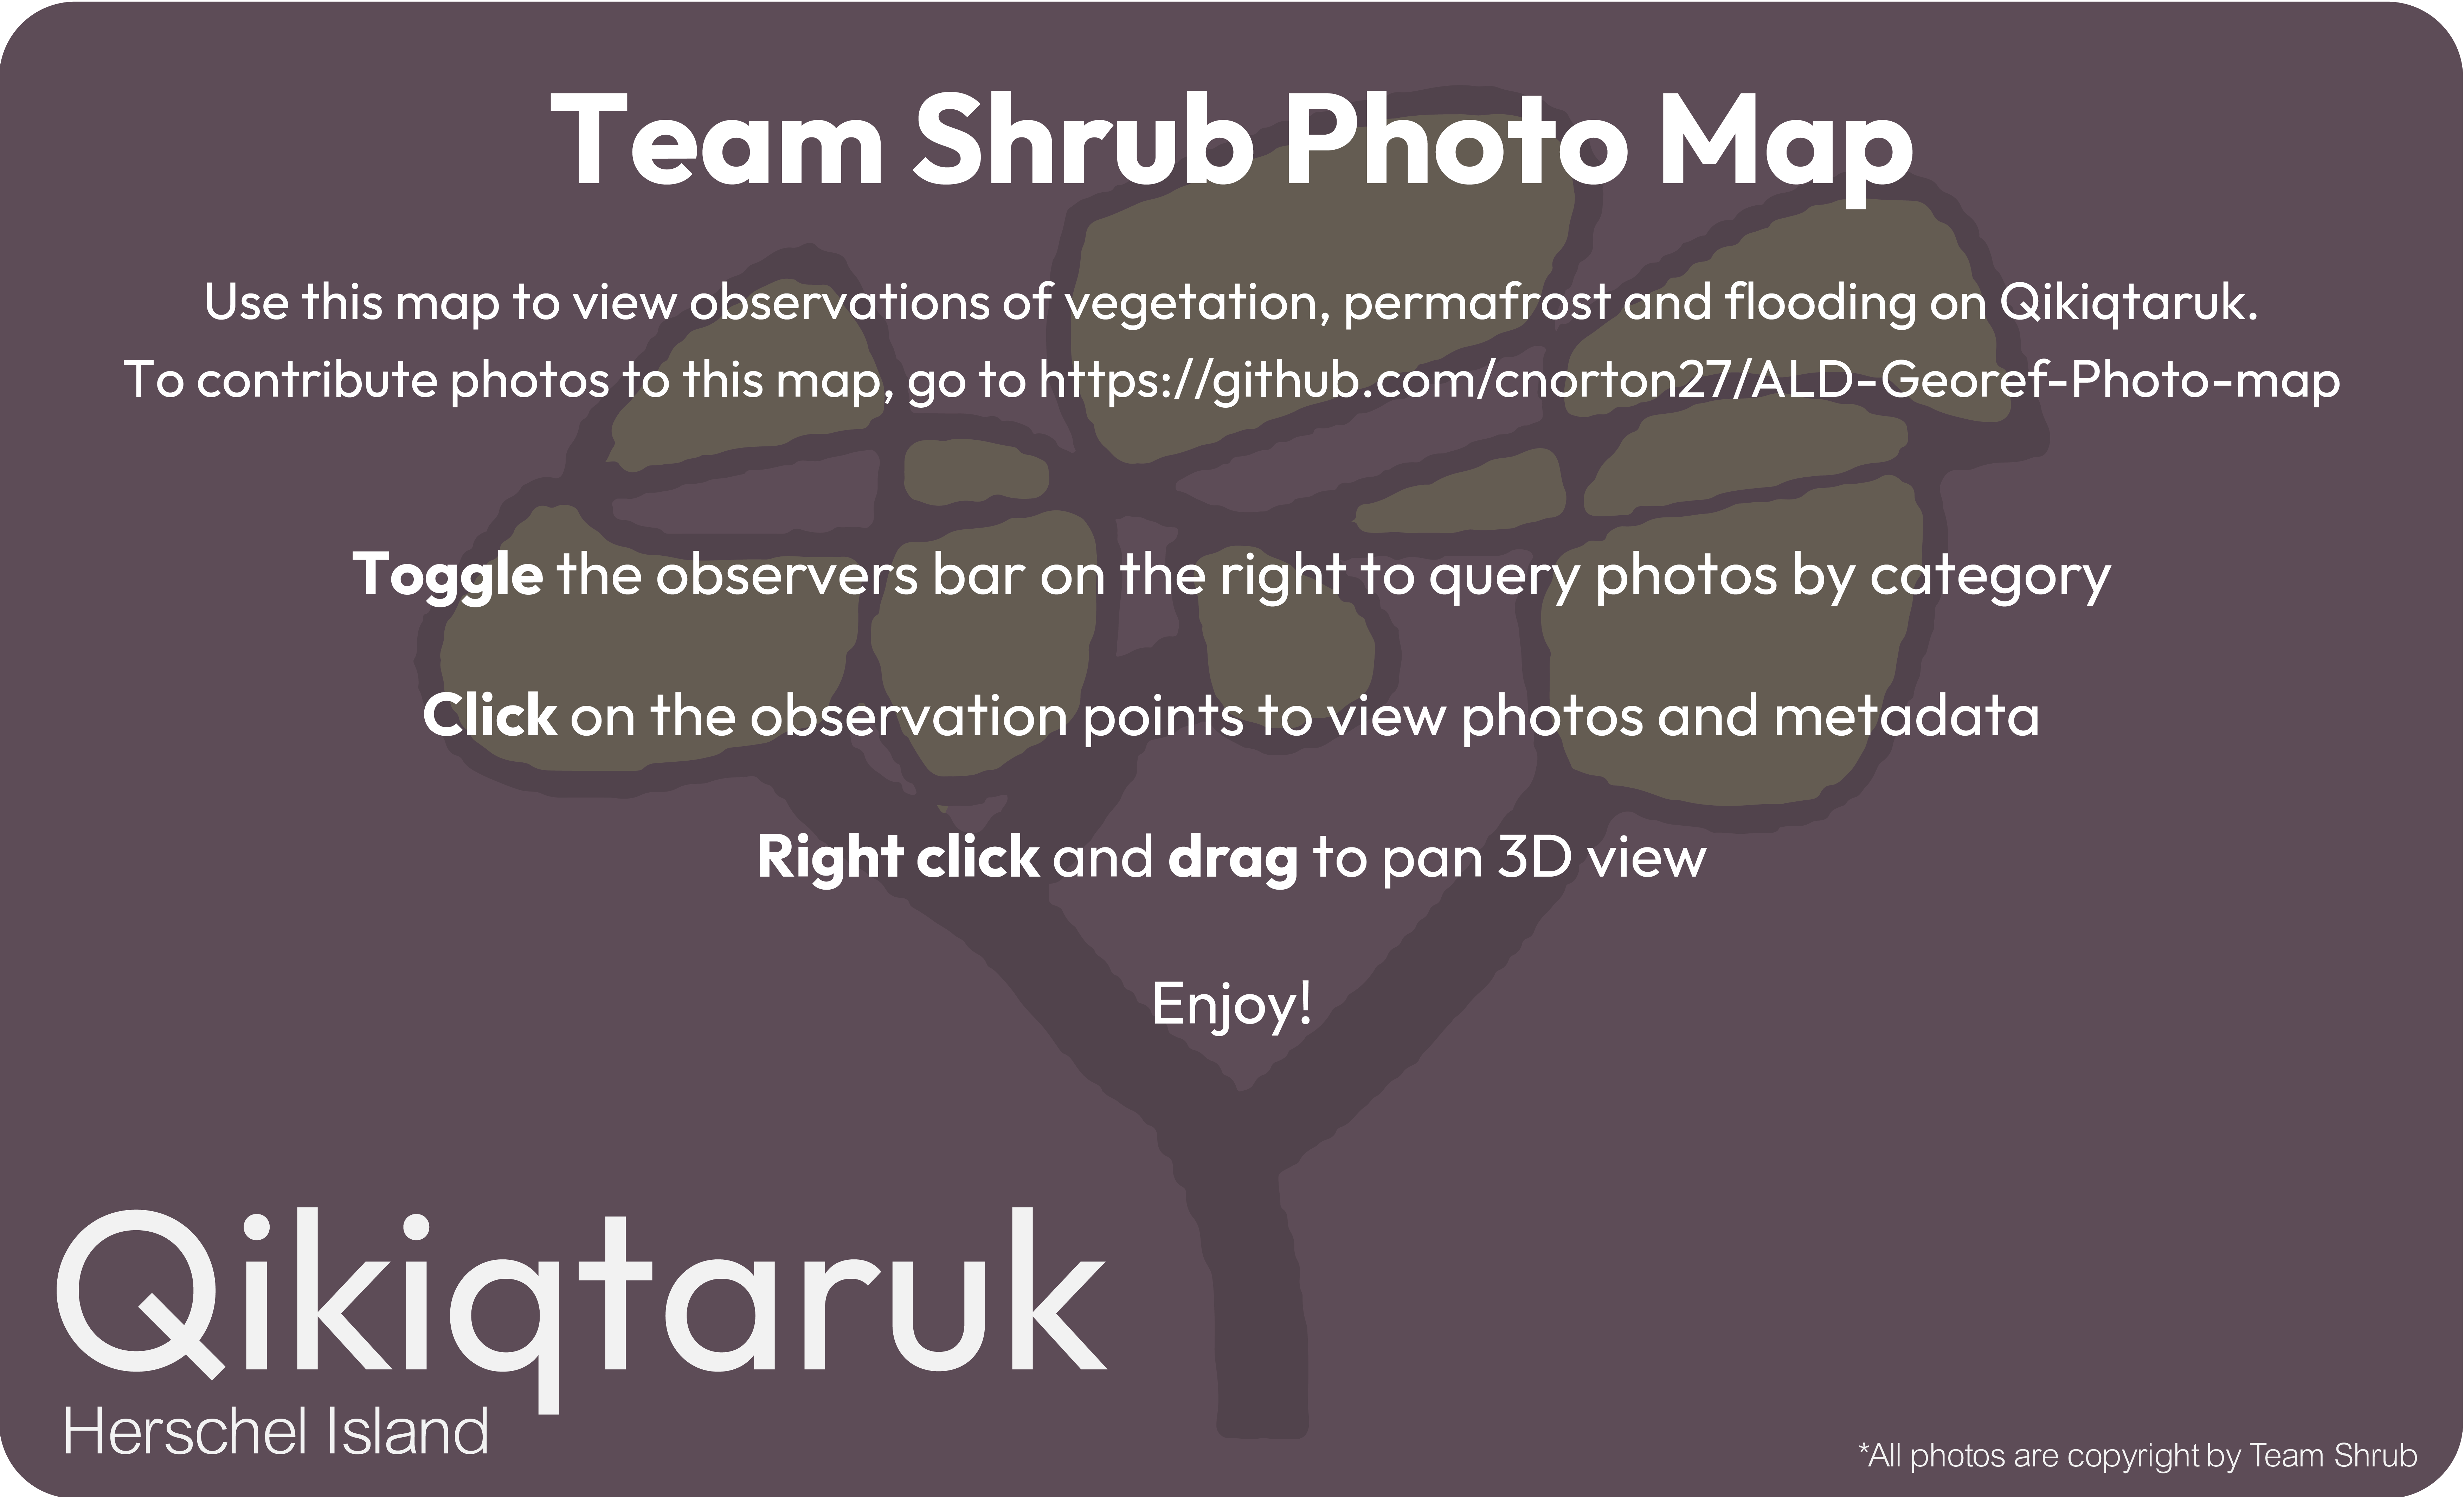 Team Shrub Photo Map
Use this map to view observations of vegetation, permafrost and flooding on Qikiqtaruk.
To contribute photos to this map, go to https://github.com/cnorton27/ALD-Georef-Photo-map
Toggle the observers bar on the right to query photos by category
Click on the observation points to view photos and metadata
Right click and drag to pan 3D view
Enjoy!
Qikiqtaruk
Herschel Island
*All photos are copyright by Team Shrub